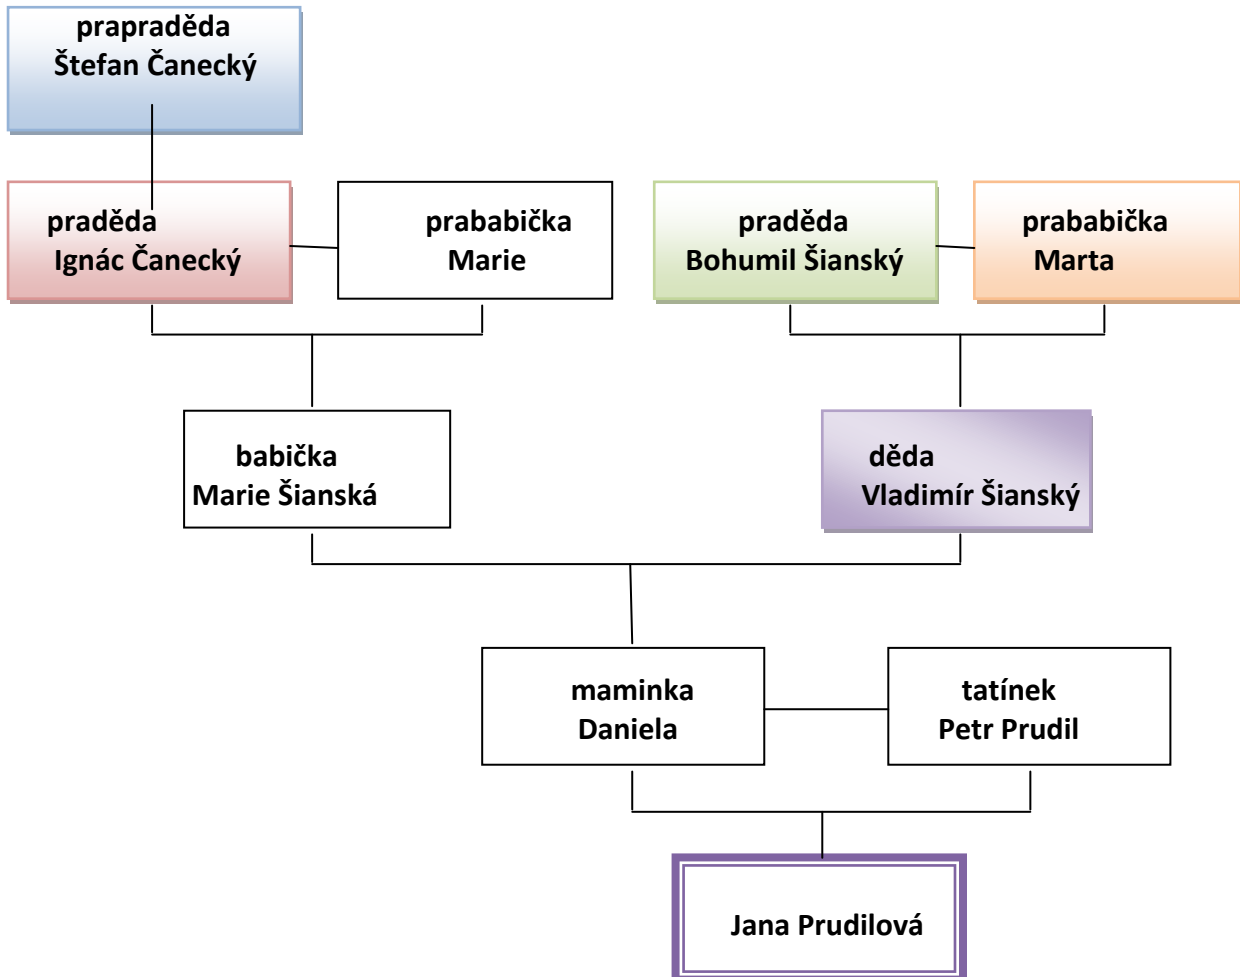 prapraděda
Štefan Čanecký
praděda
Ignác Čanecký
prababička
Marie
praděda
Bohumil Šianský
prababička
Marta
babička
Marie Šianská
děda
Vladimír Šianský
maminka
Daniela
tatínek
Petr Prudil
Jana Prudilová